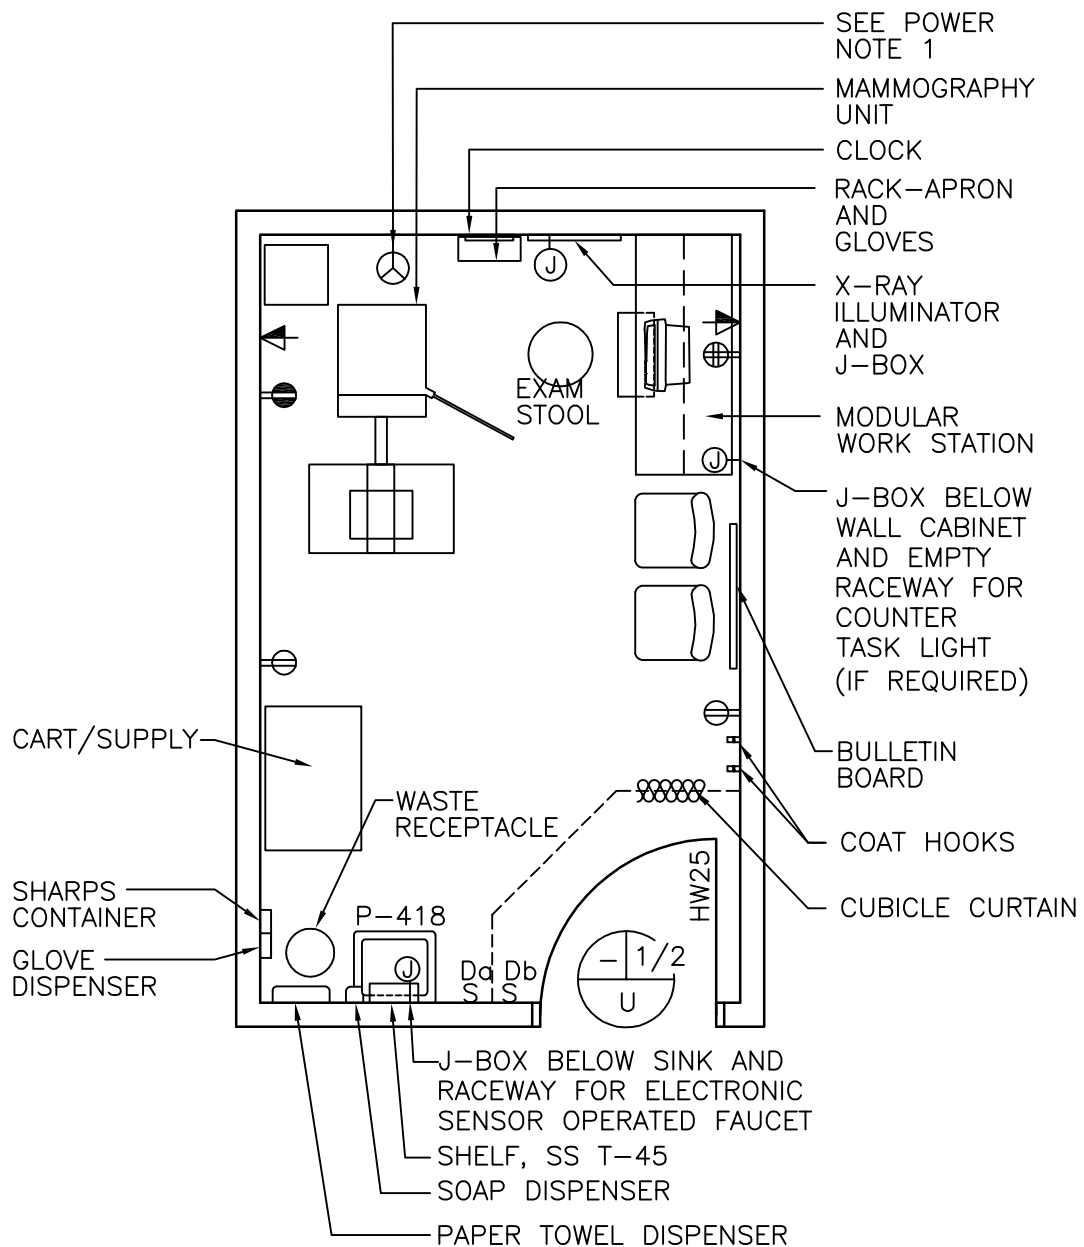 SEE POWER
NOTE 1
MAMMOGRAPHY
UNIT
CLOCK
RACK-APRON
AND
GLOVES
J
X-RAY
ILLUMINATOR
AND
J-BOX
EXAM
STOOL
MODULAR
WORK STATION
J
J-BOX BELOW
WALL CABINET
AND EMPTY
RACEWAY FOR
COUNTER
TASK LIGHT
(IF REQUIRED)
CART/SUPPLY
BULLETIN
BOARD
WASTE
RECEPTACLE
COAT HOOKS
HW25
SHARPS
CONTAINER
CUBICLE CURTAIN
P-418
GLOVE
DISPENSER
J
Da Db
S S
- 1/2
U
J-BOX BELOW SINK AND
RACEWAY FOR ELECTRONIC
SENSOR OPERATED FAUCET
SHELF, SS T-45
SOAP DISPENSER
PAPER TOWEL DISPENSER